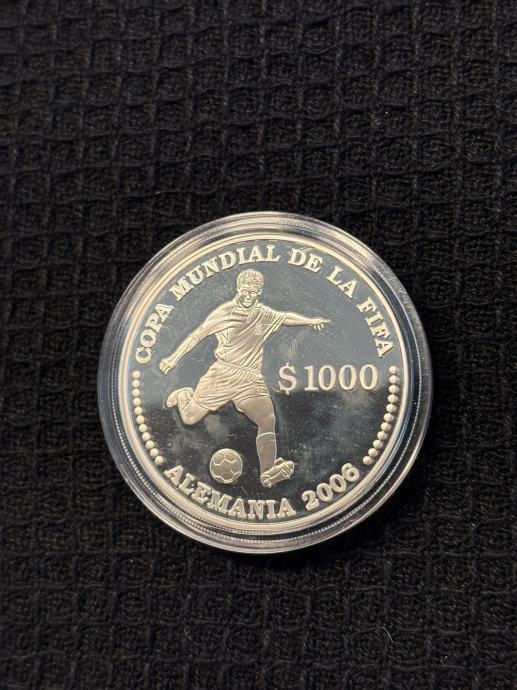 COPA MUNDIAL DE LA FIFA
$1000
ALEMANIA 2006